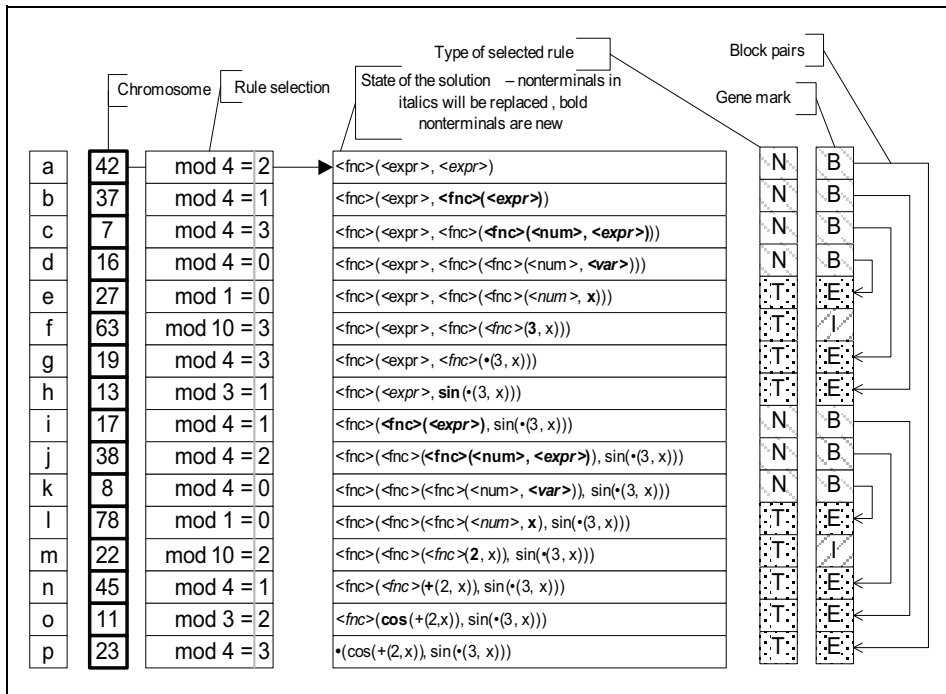 Type of selected rule
Block pairs
Chromosome
Rule selection
State of the solution – nonterminals in
italics will be replaced , bold
nonterminals are new
Gene mark
a 42 mod 4 = 2 <fnc>(<expr>, <expr>) N B
b 37 mod 4 = 1 <fnc>(<expr>, <fnc>(<expr>)) N B
c 7 mod 4 = 3 <fnc>(<expr>, <fnc>(<fnc>(<num>, <expr>))) N B
d 16 mod 4 = 0 <fnc>(<expr>, <fnc>(<fnc>(<num>, <var>))) N B
e 27 mod 1 = 0 <fnc>(<expr>, <fnc>(<fnc>(<num>, x))) T E
f 63 mod 10 = 3 <fnc>(<expr>, <fnc>(<fnc>(3, x))) T I
g 19 mod 4 = 3 <fnc>(<expr>, <fnc>(•(3, x))) T E
h 13 mod 3 = 1 <fnc>(<expr>, sin(•(3, x))) T E
i 17 mod 4 = 1 <fnc>(<fnc>(<expr>), sin(•(3, x))) N B
j 38 mod 4 = 2 <fnc>(<fnc>(<fnc>(<num>, <expr>)), sin(•(3, x))) N B
k 8 mod 4 = 0 <fnc>(<fnc>(<fnc>(<num>, <var>)), sin(•(3, x))) N B
l 78 mod 1 = 0 <fnc>(<fnc>(<fnc>(<num>, x), sin(•(3, x))) T E
m 22 mod 10 = 2 <fnc>(<fnc>(<fnc>(2, x)), sin(•(3, x))) T I
n 45 mod 4 = 1 <fnc>(<fnc>(+(2, x)), sin(•(3, x))) T E
o 11 mod 3 = 2 <fnc>(cos(+(2,x)), sin(•(3, x))) T E
p 23 mod 4 = 3 •(cos(+(2,x)), sin(•(3, x))) T E